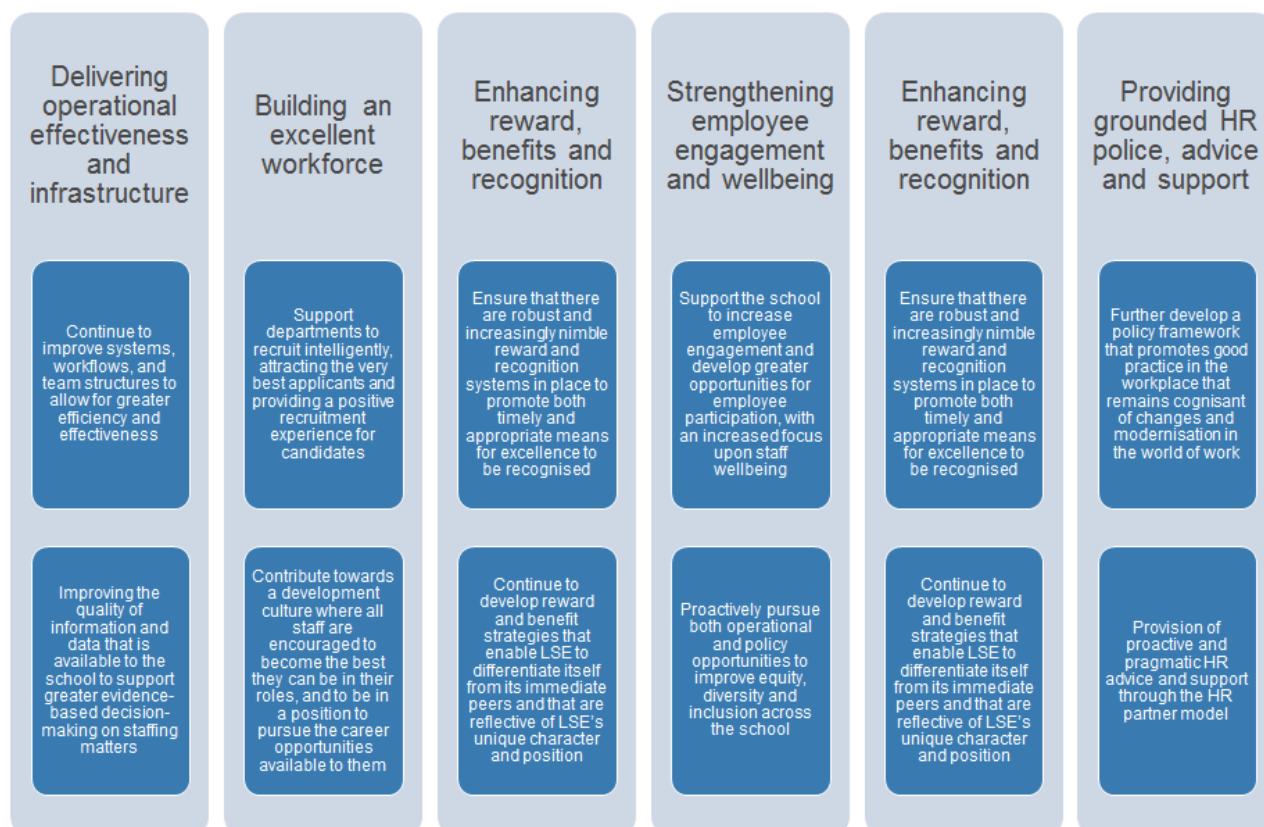 Delivering
operational
effectiveness
and
infrastructure
Continue to
improve systems,
workflows, and
team structures to
allow for greater
efficiency and
effectiveness
Improving the
quality of
information and
data that is
available to the
school to support
greater evidence-
based decision-
making on staffing
matters
Building an
excellent
workforce
Support
departments to
recruit intelligently,
attracting the very
best applicants and
providing a positive
recruitment
experience for
candidates
Contribute towards
a development
culture where all
staff are
encouraged to
become the best
they can be in their
roles, and to be in
a position to
pursue the career
opportunities
available to them
Enhancing
reward,
benefits and
recognition
Ensure that there
are robust and
increasingly nimble
reward and
recognition
systems in place to
promote both
timely and
appropriate means
for excellence to
be recognised
Continue to
develop reward
and benefit
strategies that
enable LSE to
differentiate itself
from its immediate
peers and that are
reflective of LSE's
unique character
and position
Strengthening
employee
engagement
and wellbeing
Support the school
to increase
employee
engagement and
develop greater
opportunities for
employee
participation, with
an increased focus
upon staff
wellbeing
Proactively pursue
both operational
and policy
opportunities to
improve equity,
diversity and
inclusion across
the school
Enhancing
reward,
benefits and
recognition
Ensure that there
are robust and
increasingly nimble
reward and
recognition
systems in place to
promote both
timely and
appropriate means
for excellence to
be recognised
Continue to
develop reward
and benefit
strategies that
enable LSE to
differentiate itself
from its immediate
peers and that are
reflective of LSE's
unique character
and position
Providing
grounded HR
police, advice
and support
Further develop a
policy framework
that promotes good
practice in the
workplace that
remains cognisant
of changes and
modernisation in
the world of work
Provision of
proactive and
pragmatic HR
advice and support
through the HR
partner model